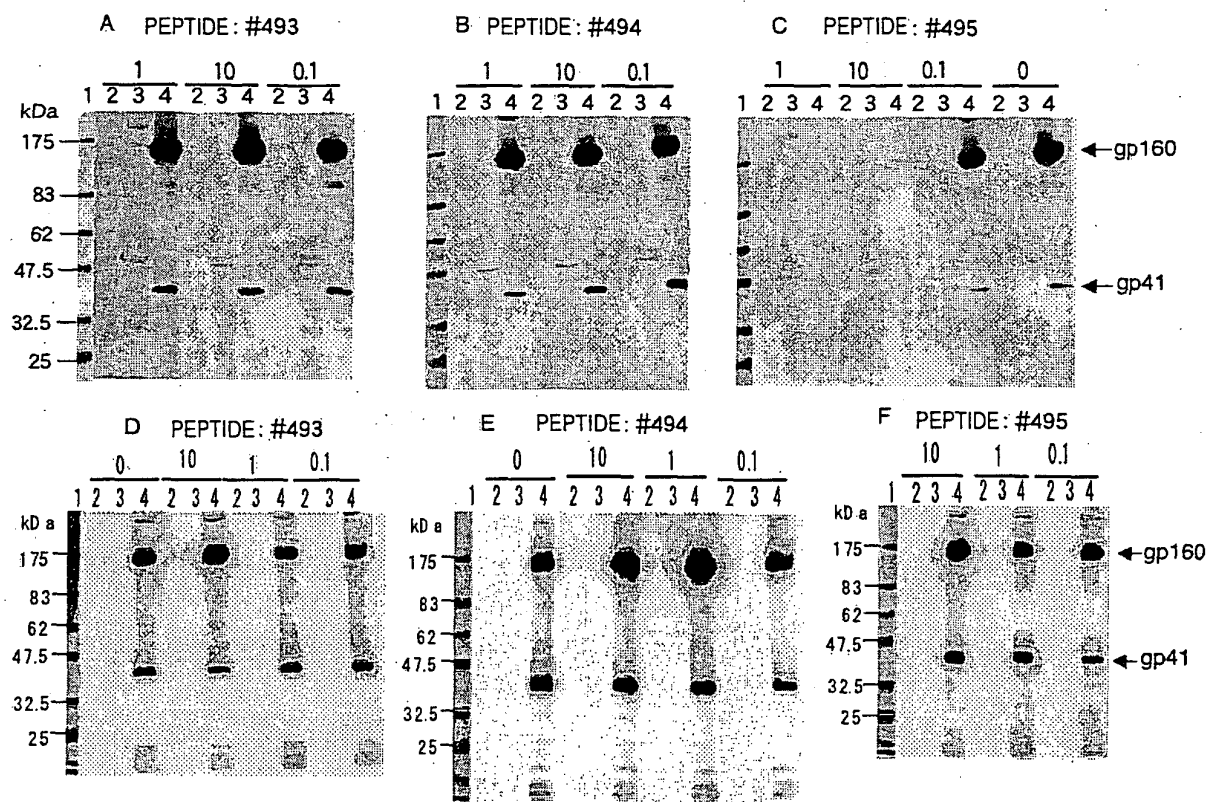 A PEPTIDE: #493
1 10 0.1
1 2 3 4 2 3 4 2 3 4
kDa
175
83
62
47.5
32.5
25
B PEPTIDE: #494
1 10 0.1
1 2 3 4 2 3 4 2 3 4
C PEPTIDE: #495
1 10 0.1 0
1 2 3 4 2 3 4 2 3 4 2 3 4
gp160
gp41
D PEPTIDE: #493
0 10 1 0.1
1 2 3 4 2 3 4 2 3 4 2 3 4
kD a
175
83
62
47.5
32.5
25
E PEPTIDE: #494
0 10 1 0.1
1 2 3 4 2 3 4 2 3 4 2 3 4
kD a
175
83
62
47.5
32.5
25
F PEPTIDE: #495
10 1 0.1
1 2 3 4 2 3 4 2 3 4
kD a
175
83
62
47.5
32.5
25
gp160
gp41